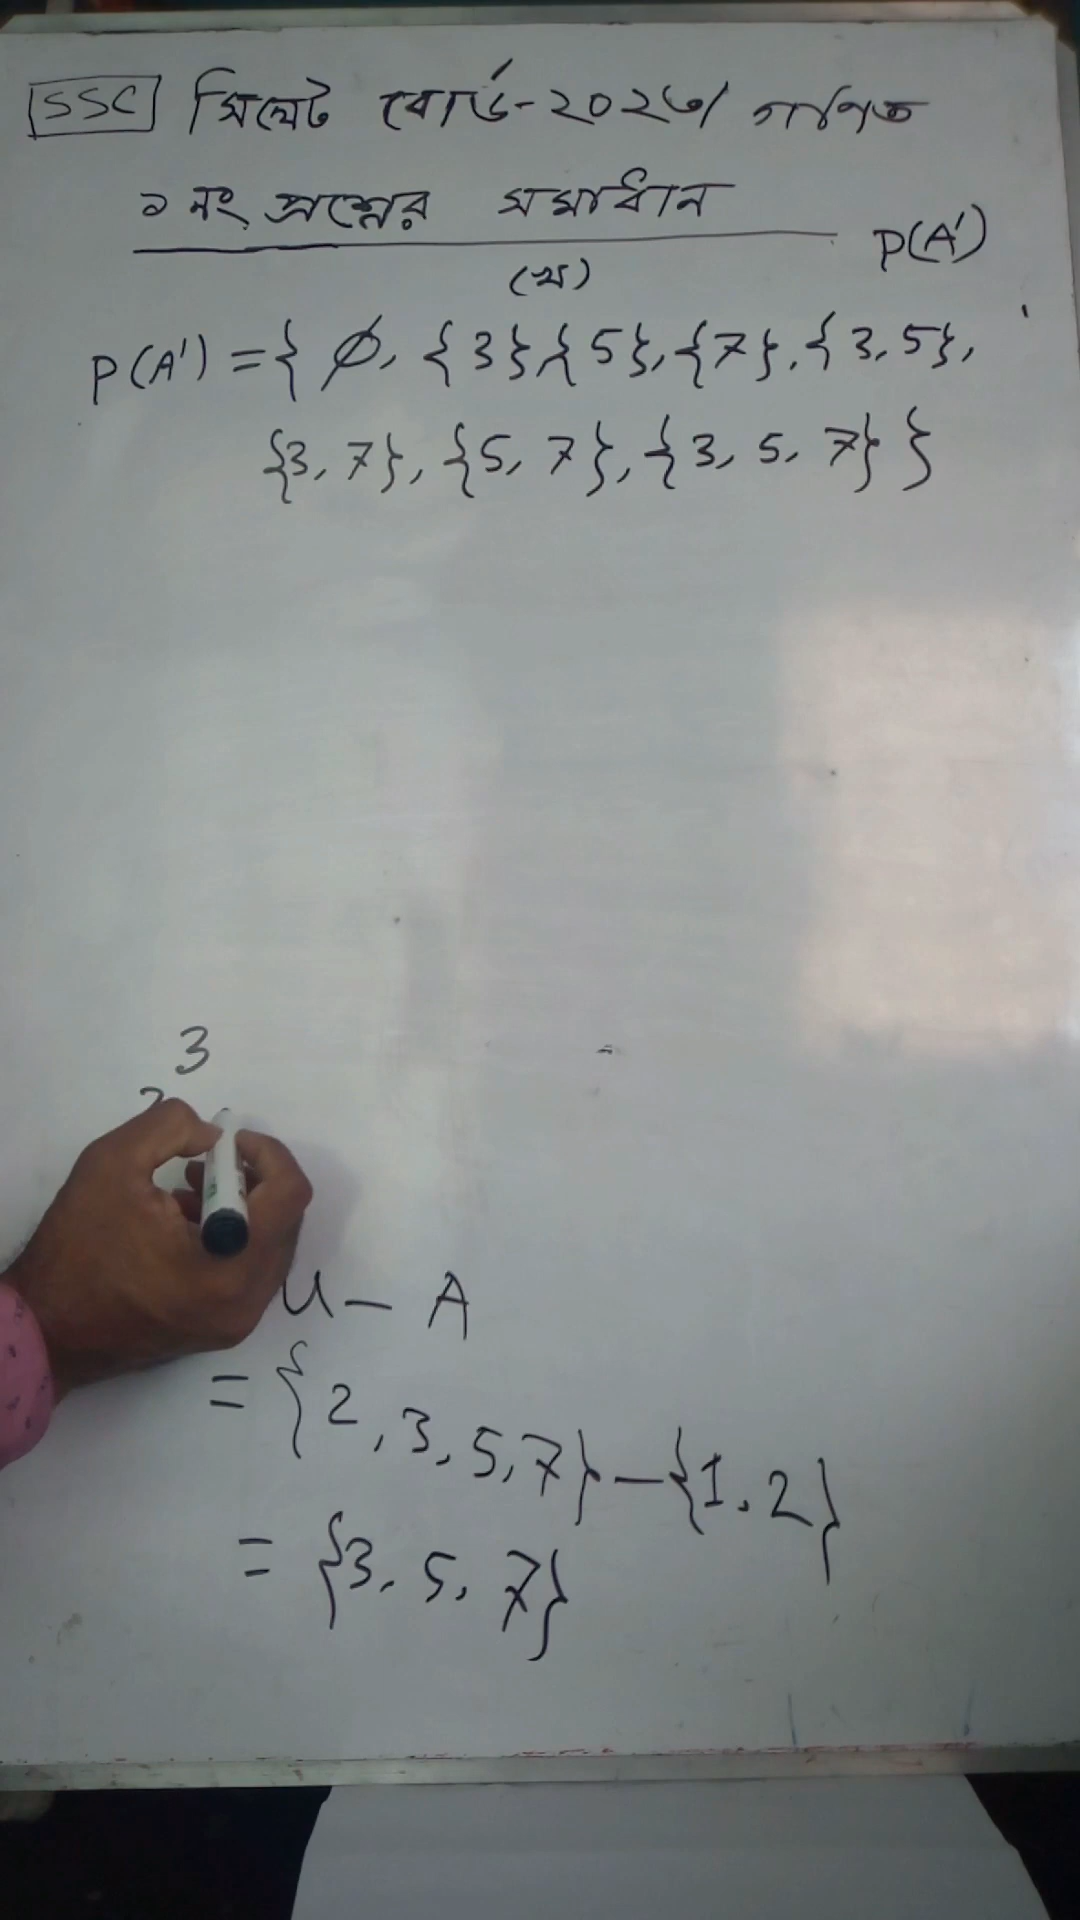 SSC সিলেট বোর্ড-২০২৩/ গণিত
১ নং প্রশ্নের সমাধান
P(A')
(খ)
P(A') = { Ø, {3}{5}, {7}, {3, 5},
{3, 7}, {5, 7}, {3, 5, 7} }
3
U - A
= {2, 3, 5, 7} - {1, 2}
= {3, 5, 7}